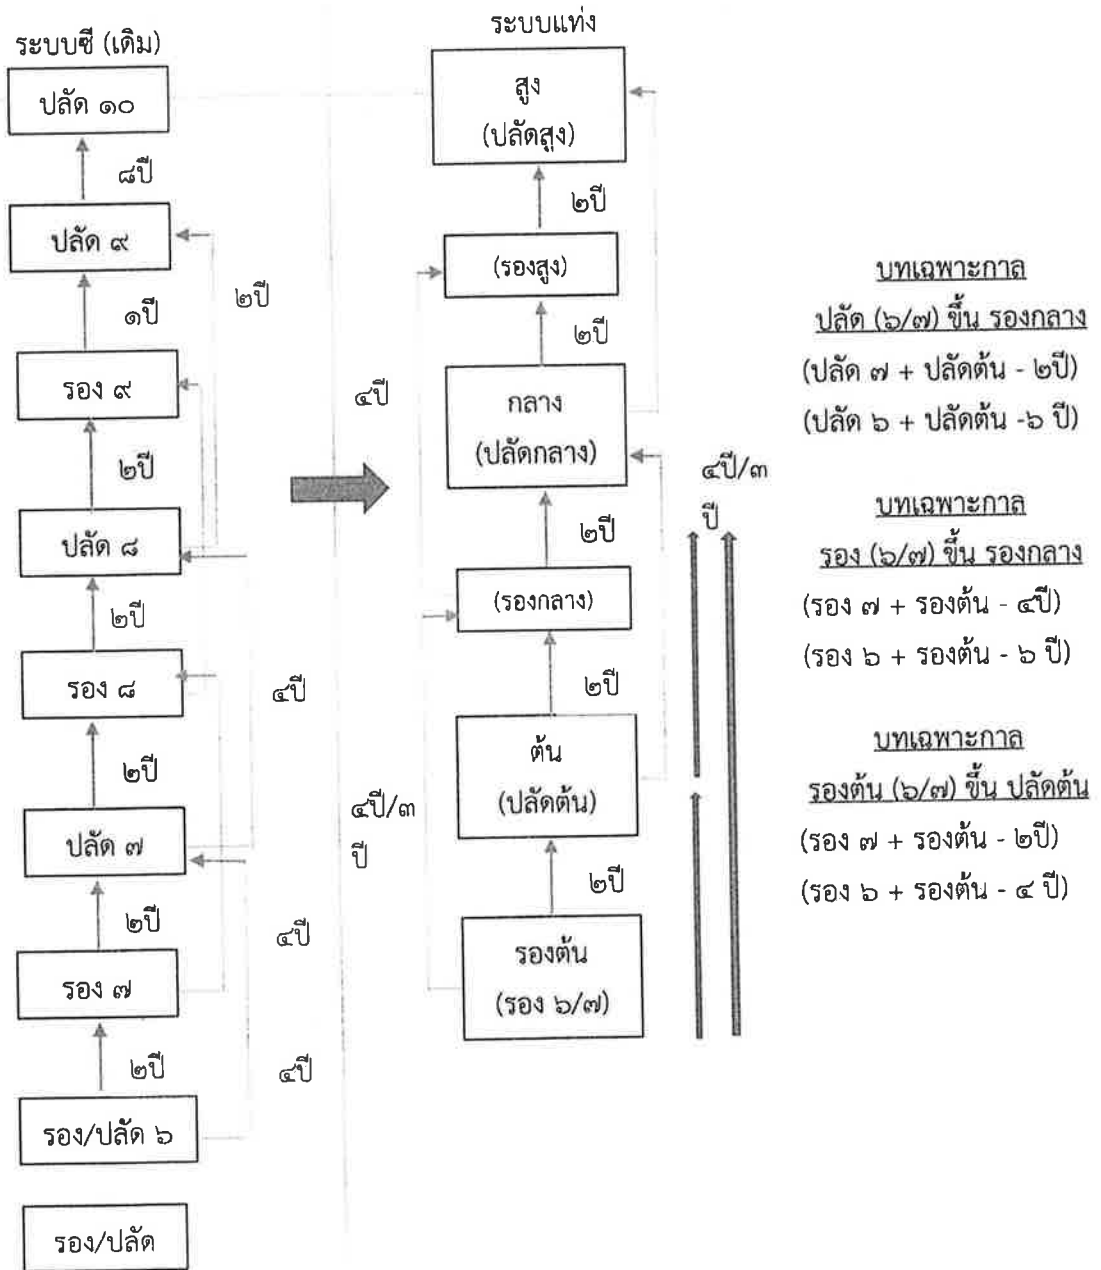 ระบบซี (เดิม)
ปลัด ๑๐
๘ปี
ปลัด ๙
๒ปี
๑ปี
รอง ๙
๒ปี
ปลัด ๘
๒ปี
รอง ๘
๔ปี
๒ปี
ปลัด ๗
๒ปี
๔ปี
รอง ๗
๒ปี
๔ปี
รอง/ปลัด ๖
รอง/ปลัด
ระบบแท่ง
สูง
(ปลัดสูง)
๒ปี
(รองสูง)
๒ปี
๔ปี
กลาง
(ปลัดกลาง)
๔ปี/๓
ปี
๒ปี
(รองกลาง)
๒ปี
ต้น
(ปลัดต้น)
๔ปี/๓
ปี
๒ปี
รองต้น
(รอง ๖/๗)
บทเฉพาะกาล
ปลัด (๖/๗) ขึ้น รองกลาง
(ปลัด ๗ + ปลัดต้น - ๒ปี)
(ปลัด ๖ + ปลัดต้น -๖ ปี)
บทเฉพาะกาล
รอง (๖/๗) ขึ้น รองกลาง
(รอง ๗ + รองต้น - ๔ปี)
(รอง ๖ + รองต้น - ๖ ปี)
บทเฉพาะกาล
รองต้น (๖/๗) ขึ้น ปลัดต้น
(รอง ๗ + รองต้น - ๒ปี)
(รอง ๖ + รองต้น - ๔ ปี)